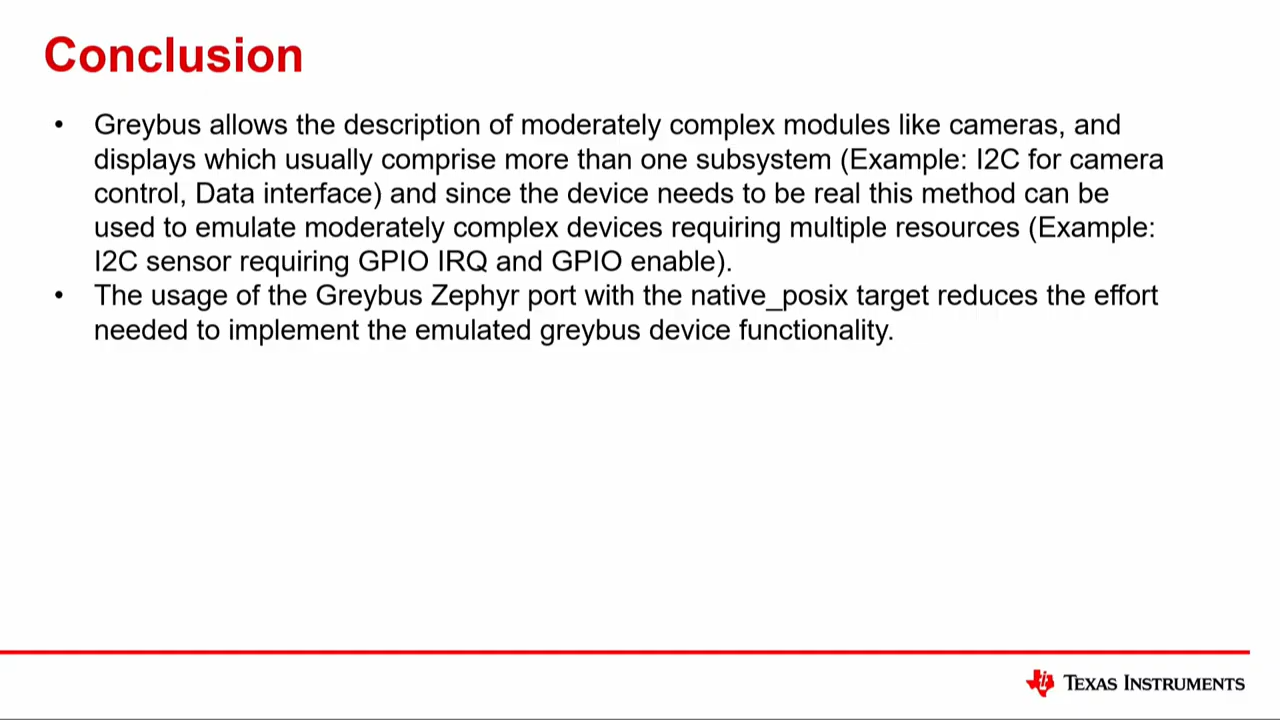 Conclusion
• Greybus allows the description of moderately complex modules like cameras, and
displays which usually comprise more than one subsystem (Example: I2C for camera
control, Data interface) and since the device needs to be real this method can be
used to emulate moderately complex devices requiring multiple resources (Example:
I2C sensor requiring GPIO IRQ and GPIO enable).
• The usage of the Greybus Zephyr port with the native_posix target reduces the effort
needed to implement the emulated greybus device functionality.
TEXAS INSTRUMENTS